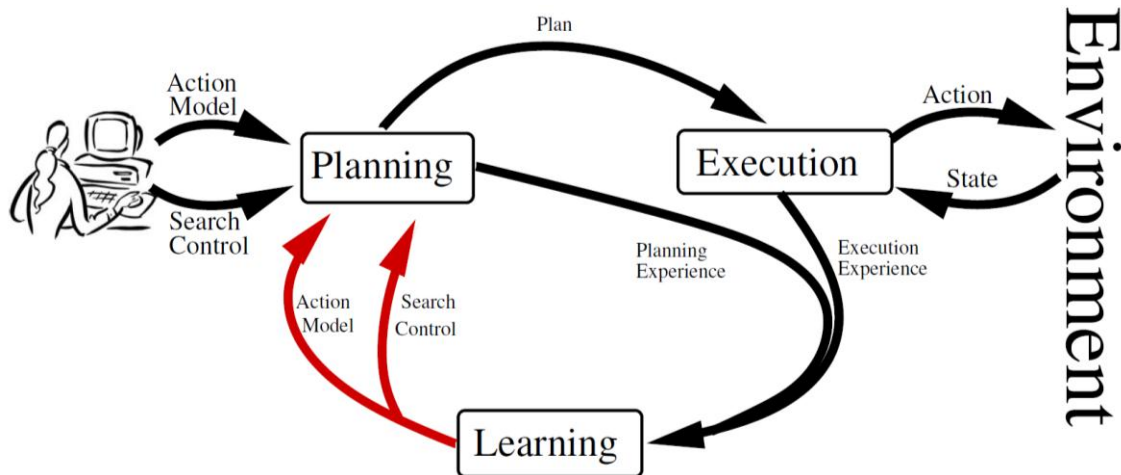 Plan
Action
Model
Planning
Search
Control
Execution
Action
State
Environment
Planning
Experience
Execution
Experience
Action
Model
Search
Control
Learning